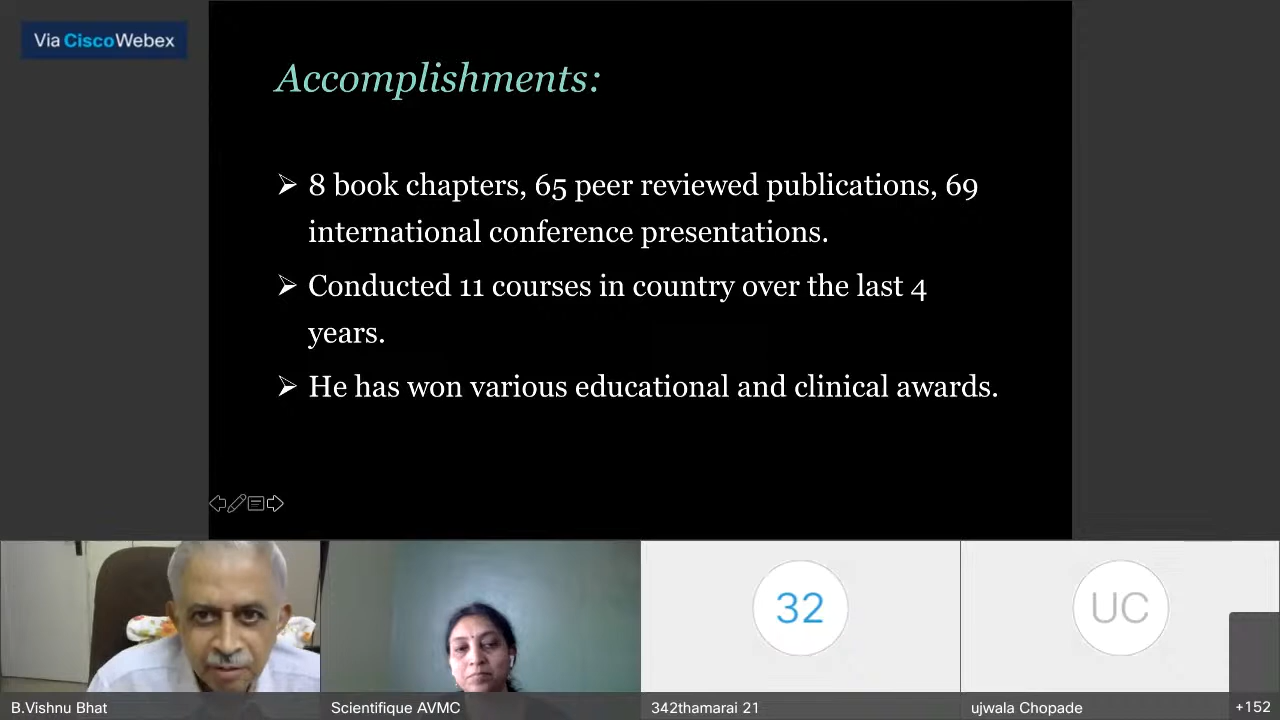 Via CiscoWebex
Accomplishments:
➢ 8 book chapters, 65 peer reviewed publications, 69
international conference presentations.
➢ Conducted 11 courses in country over the last 4
years.
➢ He has won various educational and clinical awards.
32
UC
B.Vishnu Bhat
Scientifique AVMC
342thamarai 21
ujwala Chopade
+152